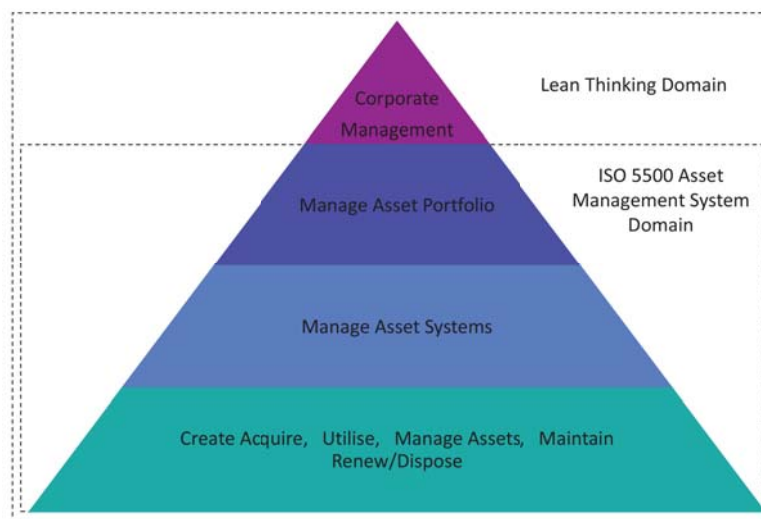 Corporate
Management
Lean Thinking Domain
ISO 5500 Asset
Management System
Domain
Manage Asset Portfolio
Manage Asset Systems
Create Acquire, Utilise, Manage Assets, Maintain
Renew/Dispose